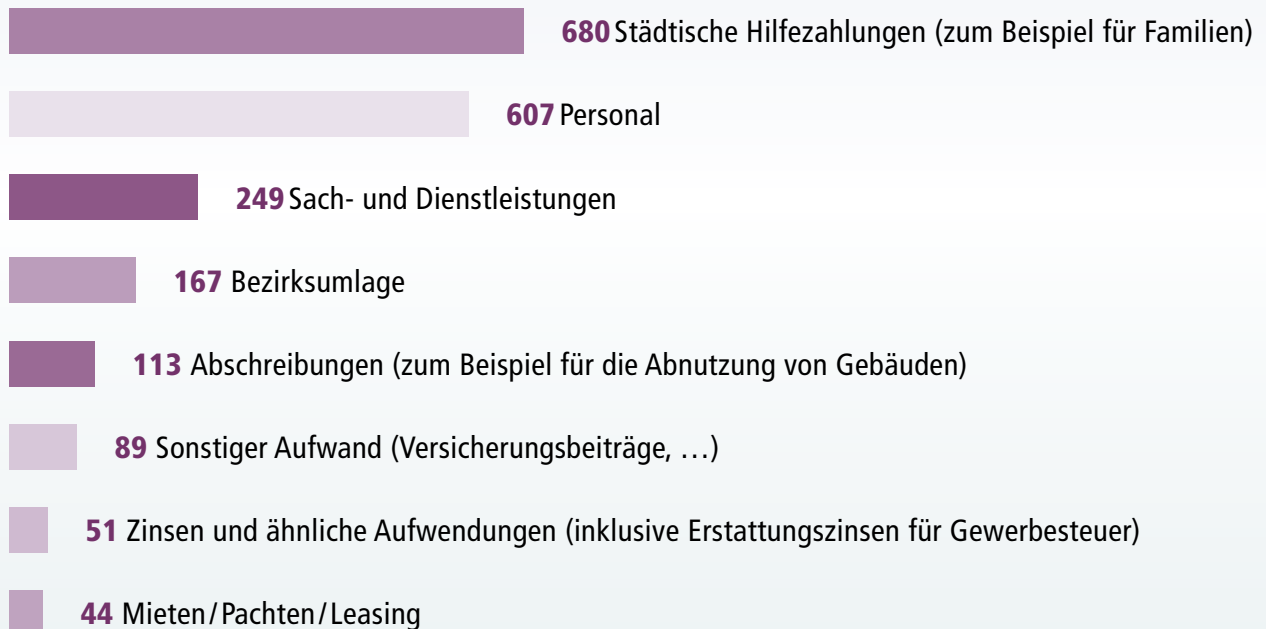 680 Städtische Hilfezahlungen (zum Beispiel für Familien)
607 Personal
249 Sach- und Dienstleistungen
167 Bezirksumlage
113 Abschreibungen (zum Beispiel für die Abnutzung von Gebäuden)
89 Sonstiger Aufwand (Versicherungsbeiträge, …)
51 Zinsen und ähnliche Aufwendungen (inklusive Erstattungszinsen für Gewerbesteuer)
44 Mieten/Pachten/Leasing